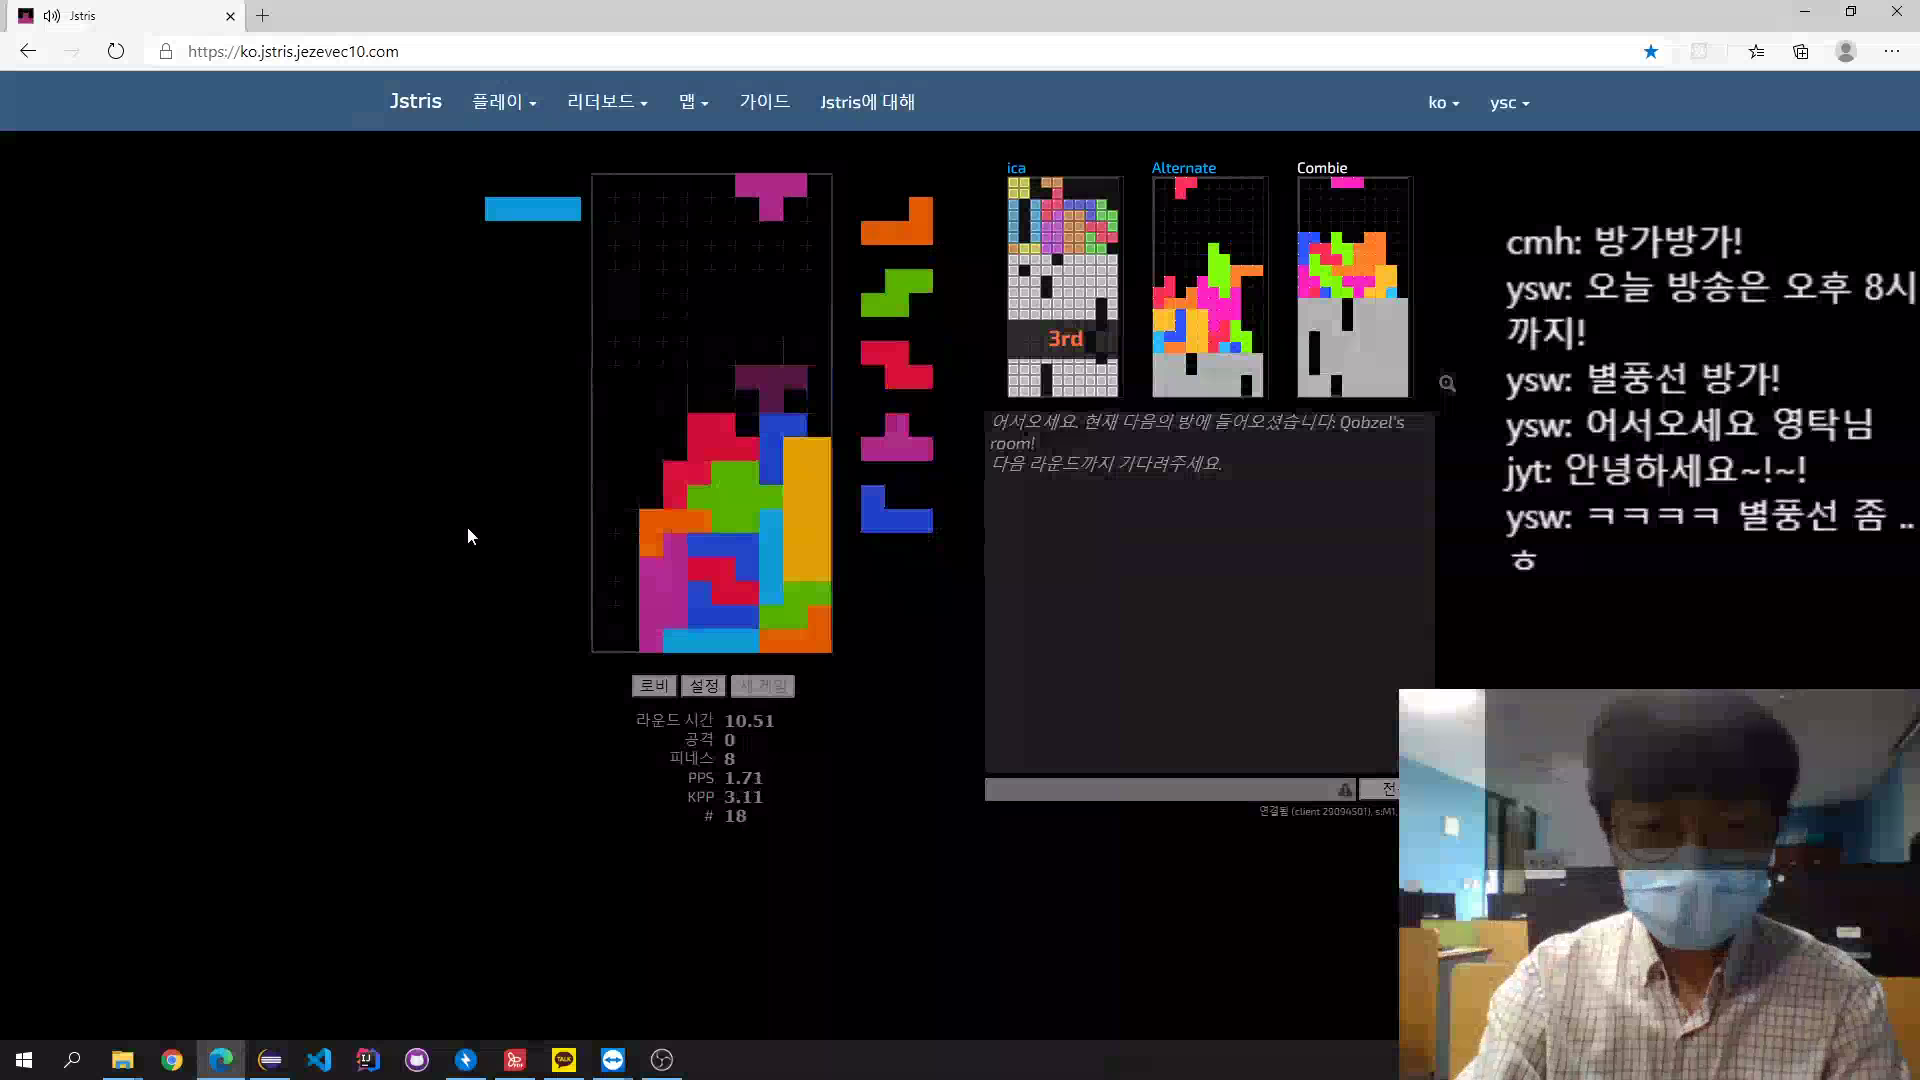 Jstris
https://ko.jstris.jezevec10.com
Jstris 플레이 리더보드 맵 가이드 Jstris에 대해 ko ysc
ica Alternate Combie
3rd
어서오세요. 현재 다음의 방에 들어오셨습니다: Qobzel's
room!
다음 라운드까지 기다려주세요.
cmh: 방가방가!
ysw: 오늘 방송은 오후 8시
까지!
ysw: 별풍선 방가!
ysw: 어서오세요 영탁님
jyt: 안녕하세요~!~!
ysw: ㅋㅋㅋㅋ 별풍선 좀 ..
ㅎ
로비 설정 새 게임
라운드 시간 10.51
공격 0
피네스 8
PPS 1.71
KPP 3.11
# 18
연결됨 (client 29094501), s:M1,
TALK